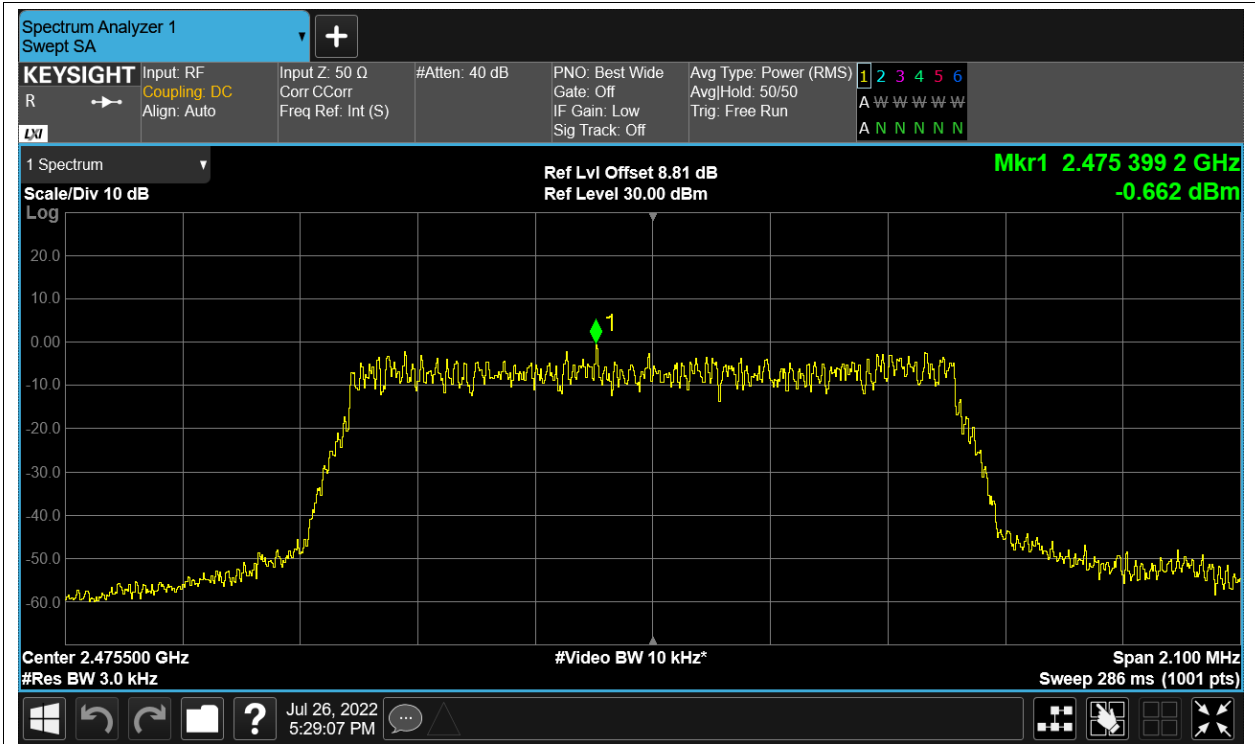 Spectrum Analyzer 1
Swept SA
+
KEYSIGHT
R
LXI
Input: RF
Coupling: DC
Align: Auto
Input Z: 50 Ω
Corr CCorr
Freq Ref: Int (S)
#Atten: 40 dB
PNO: Best Wide
Gate: Off
IF Gain: Low
Sig Track: Off
Avg Type: Power (RMS)
Avg|Hold: 50/50
Trig: Free Run
1 2 3 4 5 6
A W W W W W
A N N N N N
1 Spectrum
Scale/Div 10 dB
Log
Ref Lvl Offset 8.81 dB
Ref Level 30.00 dBm
Mkr1 2.475 399 2 GHz
-0.662 dBm
1
20.0
10.0
0.00
-10.0
-20.0
-30.0
-40.0
-50.0
-60.0
Center 2.475500 GHz
#Res BW 3.0 kHz
#Video BW 10 kHz*
Span 2.100 MHz
Sweep 286 ms (1001 pts)
?
Jul 26, 2022
5:29:07 PM